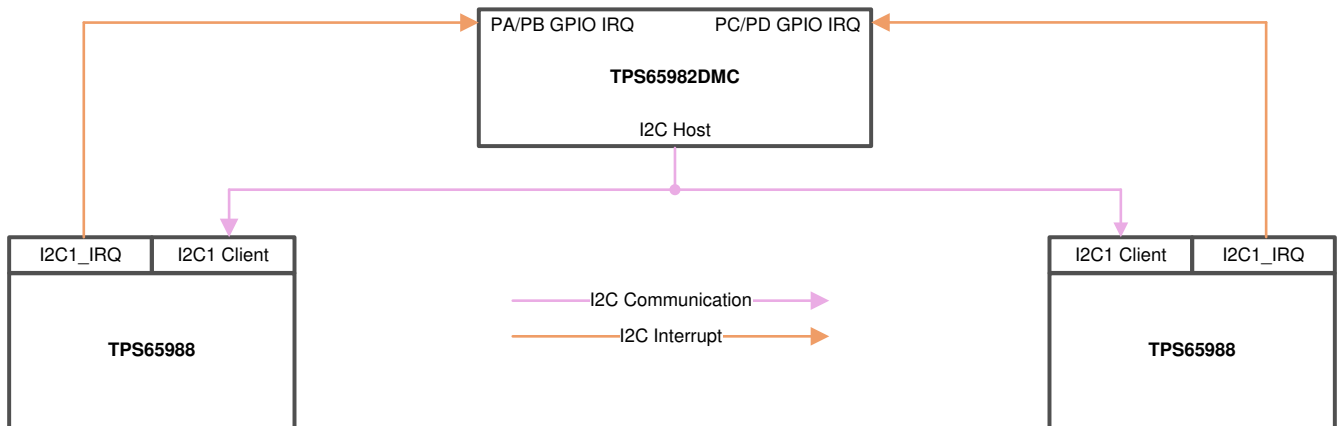 PA/PB GPIO IRQ PC/PD GPIO IRQ
TPS65982DMC
I2C Host
I2C1_IRQ I2C1 Client I2C1 Client I2C1_IRQ
I2C Communication
I2C Interrupt
TPS65988 TPS65988